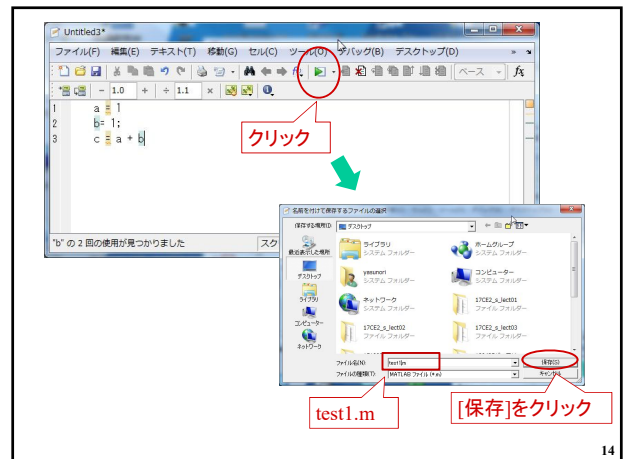 Untitled3*
ファイル(F) 編集(E) テキスト(T) 移動(G) セル(C) ツール(O) デバッグ(B) デスクトップ(D)
ベース
fx
1.0
1.1
1 a = 1
2 b= 1;
3 c = a + b
クリック
"b" の 2 回の使用が見つかりました
スク
名前を付けて保存するファイルの選択
保存する場所(I): デスクトップ
最近表示した場所
デスクトップ
ライブラリ
コンピューター
ネットワーク
ライブラリ
システム フォルダー
ホームグループ
システム フォルダー
yasunori
システム フォルダー
コンピューター
システム フォルダー
ネットワーク
システム フォルダー
17CE2_s_lect01
ファイル フォルダー
17CE2_s_lect02
ファイル フォルダー
17CE2_s_lect03
ファイル フォルダー
ファイル名(N): test1.m
保存(S)
ファイルの種類(T): MATLAB ファイル (*.m)
キャンセル
test1.m
[保存]をクリック
14